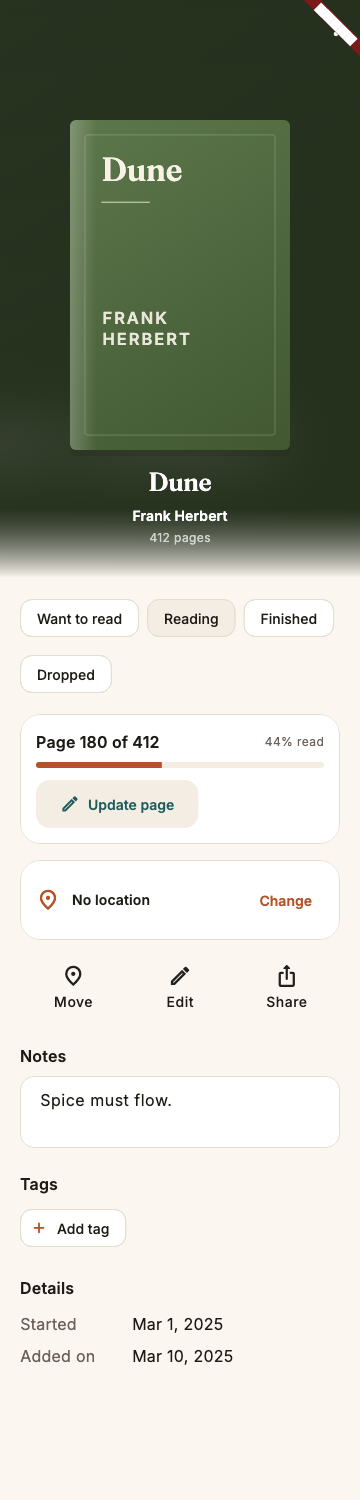 Dune
FRANK
HERBERT
Dune
Frank Herbert
412 pages
Want to read
Reading
Finished
Dropped
Page 180 of 412
44% read
Update page
No location
Change
Move
Edit
Share
Notes
Spice must flow.
Tags
+ Add tag
Details
Started
Mar 1, 2025
Added on
Mar 10, 2025